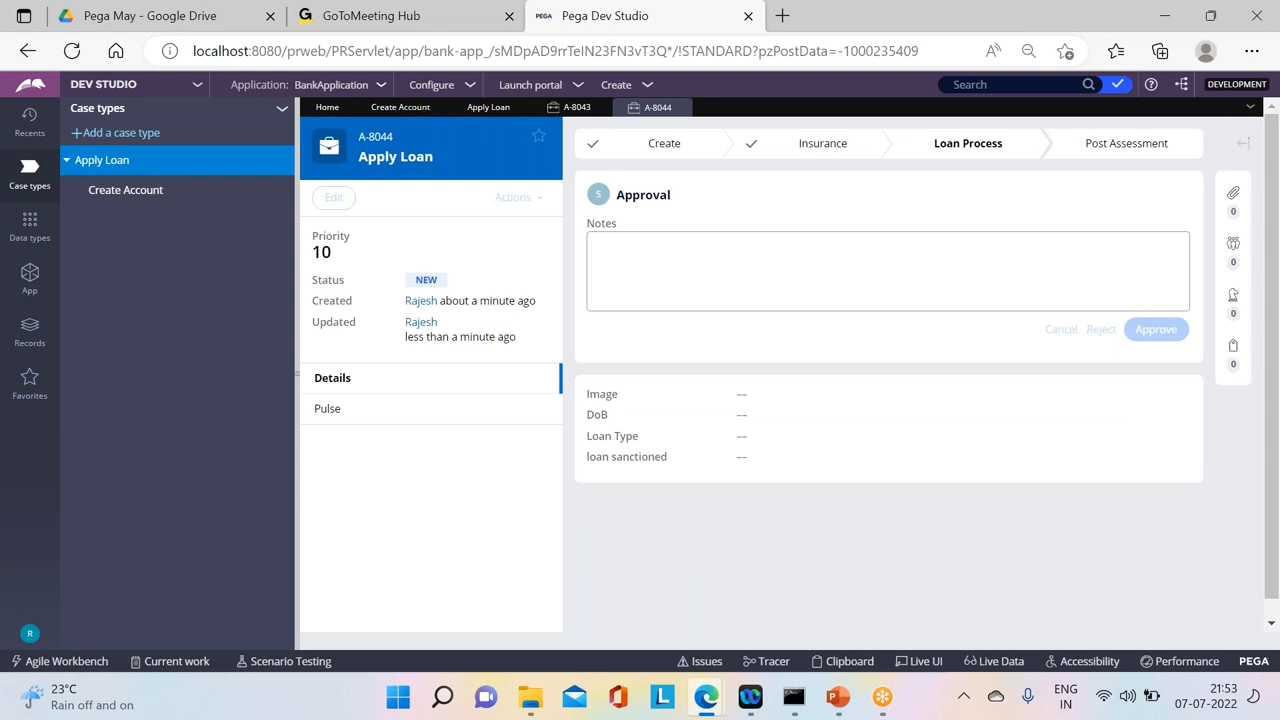 Pega May - Google Drive
GoToMeeting Hub
PEGA Pega Dev Studio
localhost:8080/prweb/PRServlet/app/bank-app_/sMDpAD9rrTeIN23FN3vT3Q*/!STANDARD?pzPostData=-1000235409
DEV STUDIO
Application: BankApplication
Configure
Launch portal
Create
Search
DEVELOPMENT
Recents
Case types
Data types
App
Records
Favorites
R
Case types
+Add a case type
Apply Loan
Create Account
Home
Create Account
Apply Loan
A-8043
A-8044
A-8044
Apply Loan
Edit
Actions
Priority
10
Status NEW
Created Rajesh about a minute ago
Updated Rajesh
less than a minute ago
Details
Pulse
Create
Insurance
Loan Process
Post Assessment
S Approval
Notes
Cancel Reject Approve
Image --
DoB --
Loan Type --
loan sanctioned --
0
0
0
0
Agile Workbench
Current work
Scenario Testing
Issues
Tracer
Clipboard
Live UI
Live Data
Accessibility
Performance
PEGA
23°C
Rain off and on
L
ENG
IN
21:53
07-07-2022